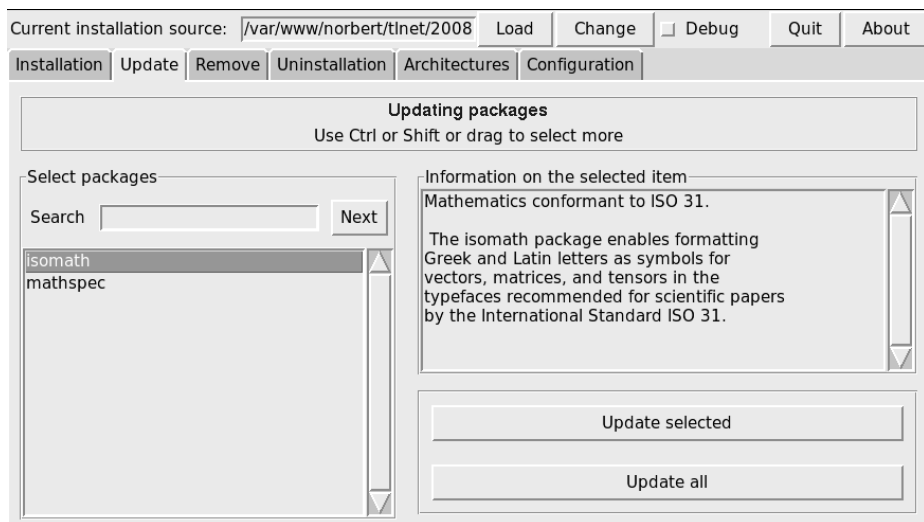 Current installation source: /var/www/norbert/tlnet/2008 Load Change Debug Quit About
Installation Update Remove Uninstallation Architectures Configuration
Updating packages
Use Ctrl or Shift or drag to select more
Select packages
Search Next
isomath
mathspec
Information on the selected item
Mathematics conformant to ISO 31.
The isomath package enables formatting
Greek and Latin letters as symbols for
vectors, matrices, and tensors in the
typefaces recommended for scientific papers
by the International Standard ISO 31.
Update selected
Update all